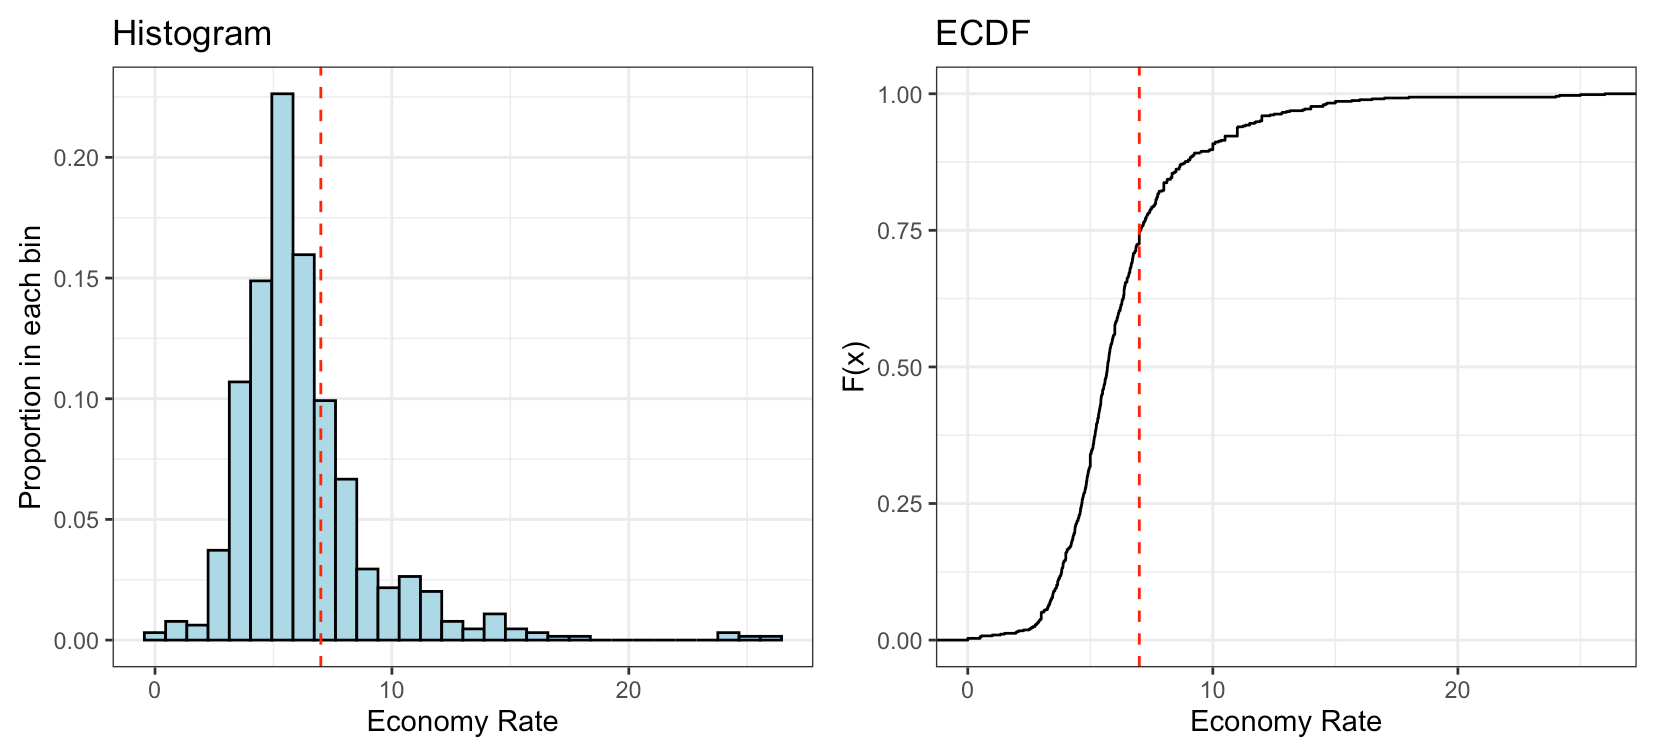 Histogram
Proportion in each bin
0.20
0.15
0.10
0.05
0.00
0 10 20
Economy Rate
ECDF
F(x)
1.00
0.75
0.50
0.25
0.00
0 10 20
Economy Rate